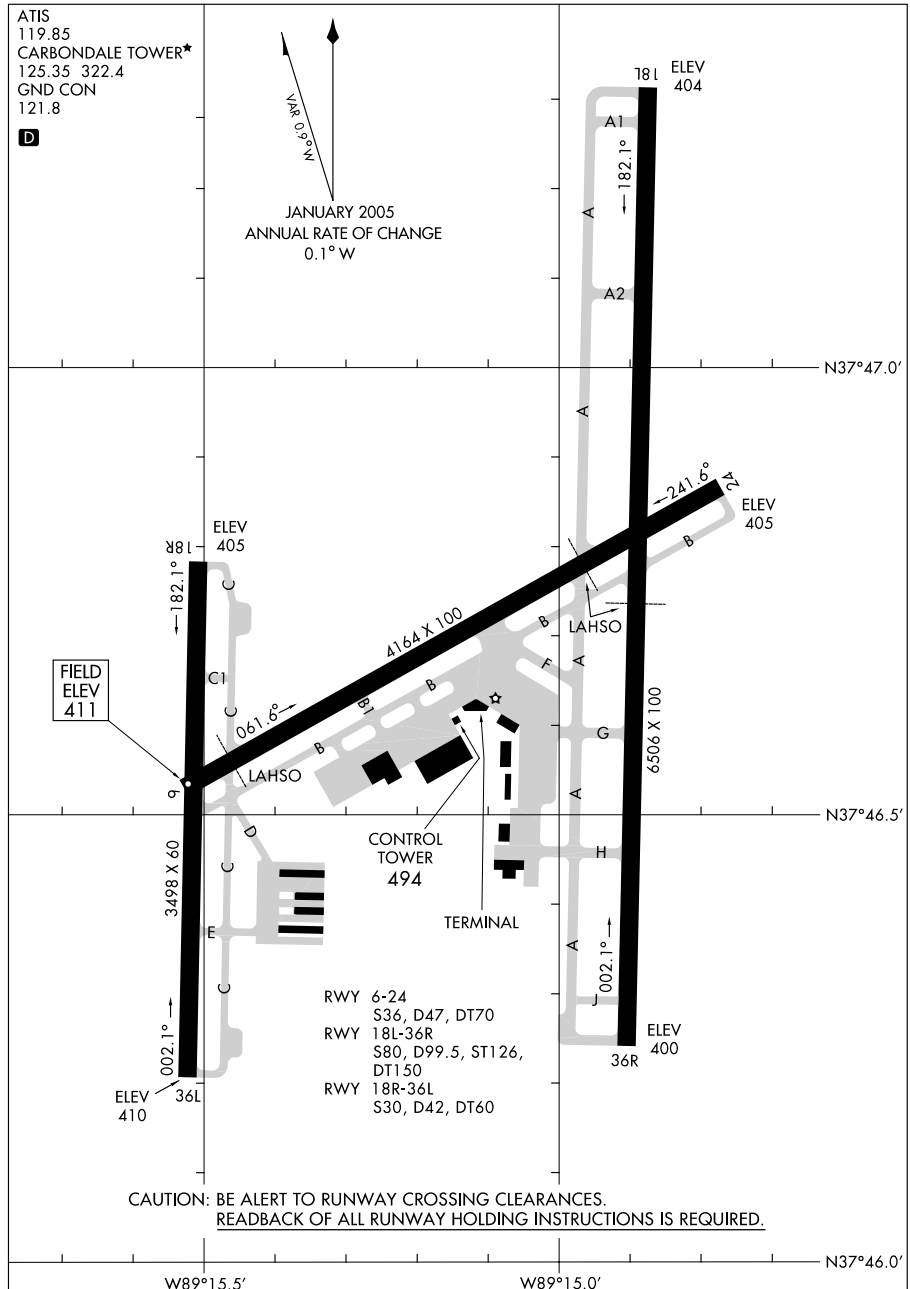 ATIS
119.85
CARBONDALE TOWER★
125.35 322.4
GND CON
121.8
D
VAR 0.9° W
JANUARY 2005
ANNUAL RATE OF CHANGE
0.1° W
18L
ELEV
404
A1
182.1°
A
A2
N37°47.0'
A
241.6°
24
ELEV
405
B
ELEV
405
18R
182.1°
C
4164 X 100
B
LAHSO
F
A
FIELD
ELEV
411
C1
C
061.6°
B1
B
B
LAHSO
G
6506 X 100
6
A
N37°46.5'
D
CONTROL
TOWER
494
H
3498 X 60
C
TERMINAL
E
A
002.1°
C
J
RWY 6-24
S36, D47, DT70
RWY 18L-36R
S80, D99.5, ST126,
DT150
RWY 18R-36L
S30, D42, DT60
002.1°
36L
ELEV
410
36R
ELEV
400
CAUTION: BE ALERT TO RUNWAY CROSSING CLEARANCES.
READBACK OF ALL RUNWAY HOLDING INSTRUCTIONS IS REQUIRED.
N37°46.0'
W89°15.5'
W89°15.0'